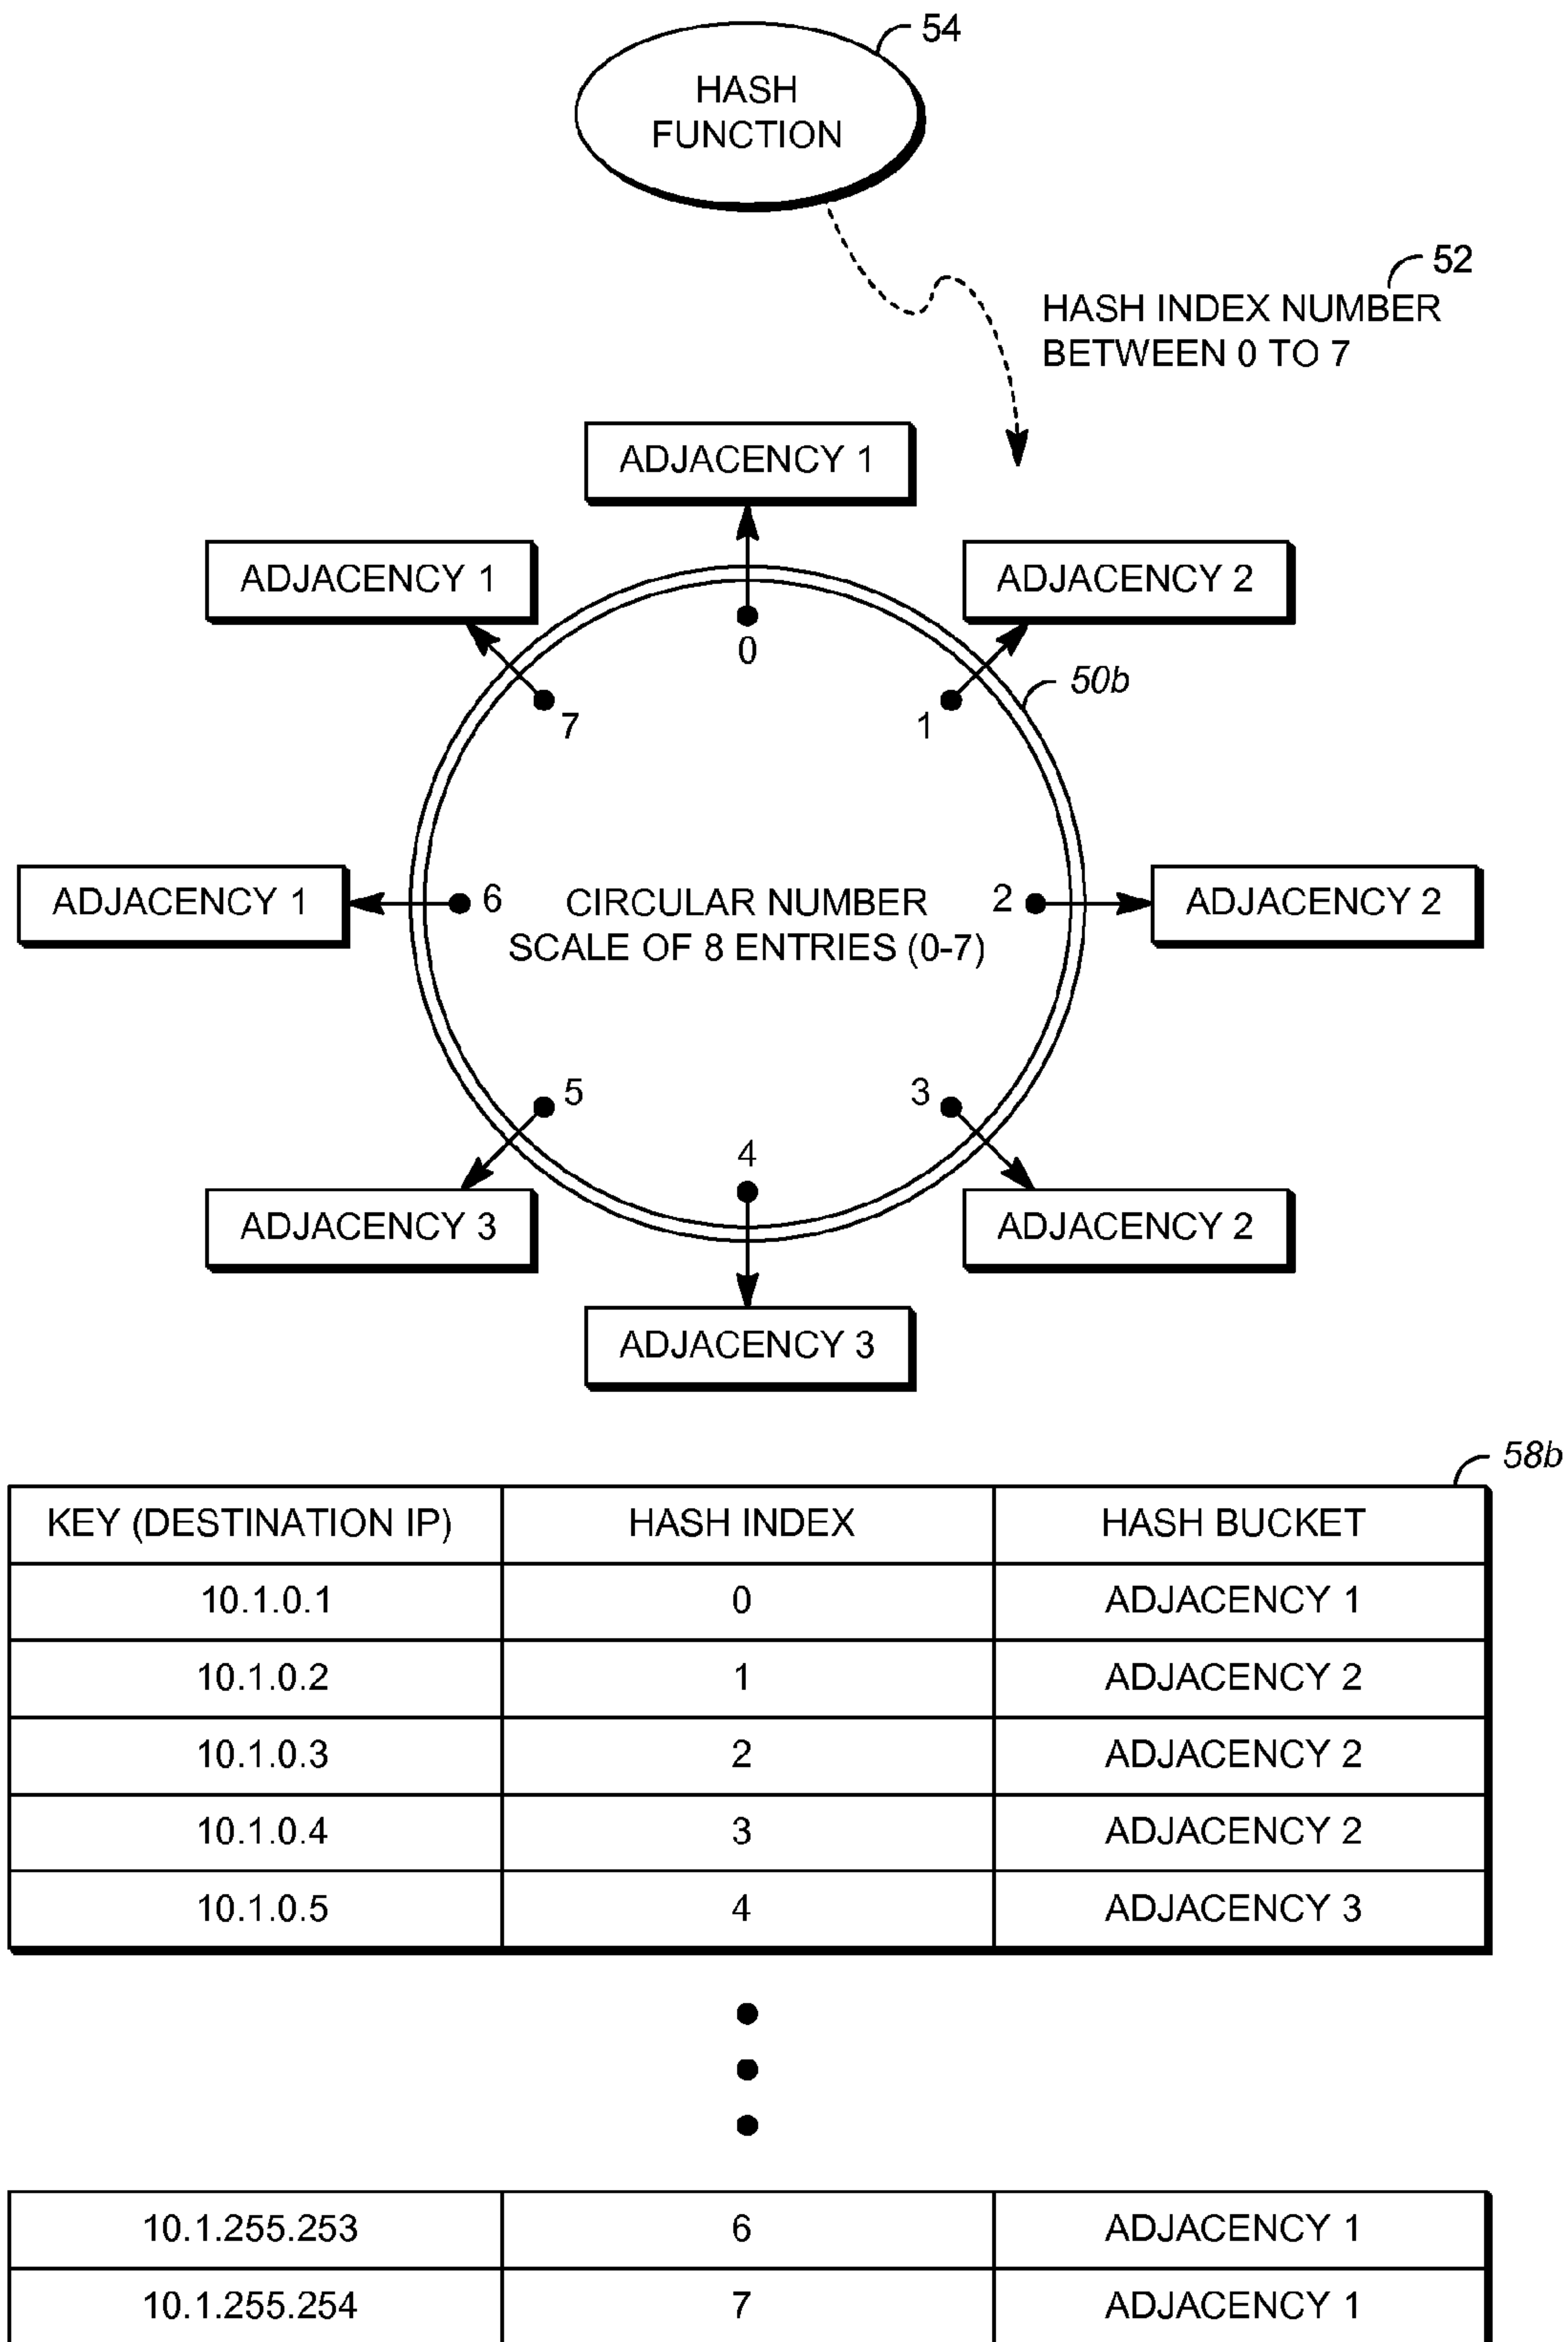 54
HASH
FUNCTION
52
HASH INDEX NUMBER
BETWEEN 0 TO 7
ADJACENCY 1
ADJACENCY 1
ADJACENCY 2
0
50b
7
1
ADJACENCY 1
6
CIRCULAR NUMBER
SCALE OF 8 ENTRIES (0-7)
2
ADJACENCY 2
5
3
4
ADJACENCY 3
ADJACENCY 2
ADJACENCY 3
58b
KEY (DESTINATION IP) HASH INDEX HASH BUCKET
10.1.0.1 0 ADJACENCY 1
10.1.0.2 1 ADJACENCY 2
10.1.0.3 2 ADJACENCY 2
10.1.0.4 3 ADJACENCY 2
10.1.0.5 4 ADJACENCY 3
10.1.255.253 6 ADJACENCY 1
10.1.255.254 7 ADJACENCY 1